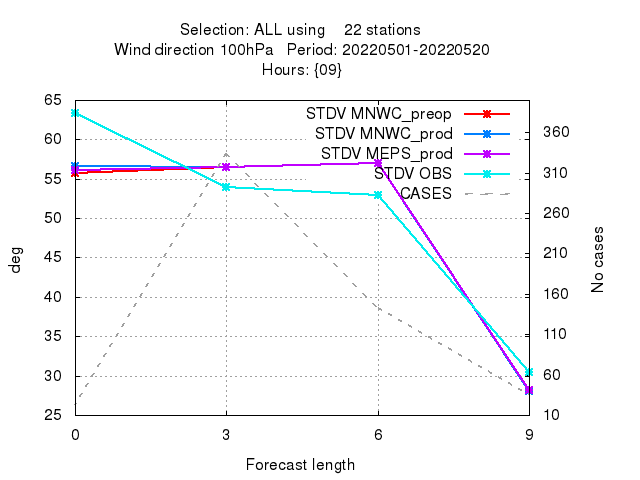 Selection: ALL using    22 stations
Wind direction 100hPa   Period: 20220501-20220520
Hours: {09}
STDV MNWC_preop
STDV MNWC_prod
STDV MEPS_prod
STDV OBS
CASES
65
60
55
50
45
40
35
30
25
deg
360
310
260
210
160
110
60
10
No cases
0 3 6 9
Forecast length